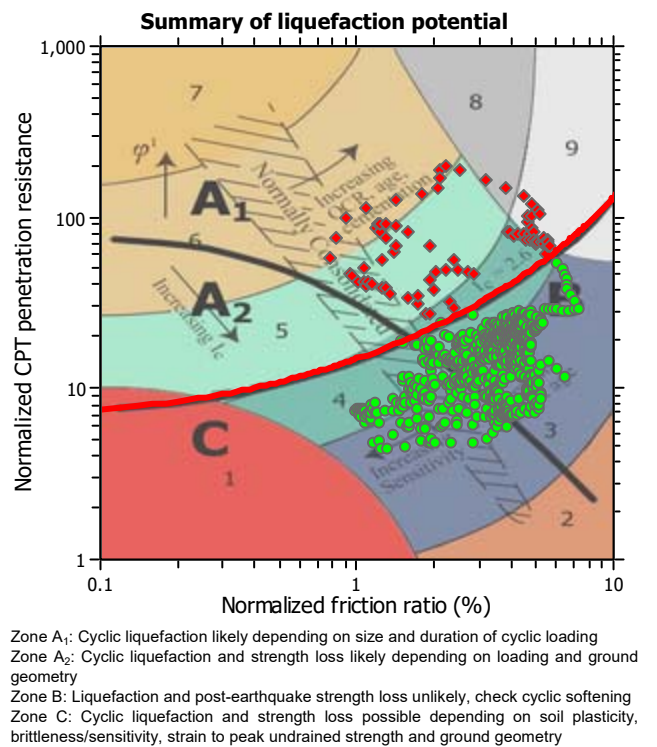 Summary of liquefaction potential
1,000
100
10
1
Normalized CPT penetration resistance
7
8
9
φ'
A1
Increasing
OCR, age,
cementation
Normally Consolidated
6
A2
Increasing Ic
5
Ic = 2.6
B
4
age
3
C
1
Increasing
Sensitivity
2
0.1
1
10
Normalized friction ratio (%)
Zone A1: Cyclic liquefaction likely depending on size and duration of cyclic loading
Zone A2: Cyclic liquefaction and strength loss likely depending on loading and ground
geometry
Zone B: Liquefaction and post-earthquake strength loss unlikely, check cyclic softening
Zone C: Cyclic liquefaction and strength loss possible depending on soil plasticity,
brittleness/sensitivity, strain to peak undrained strength and ground geometry